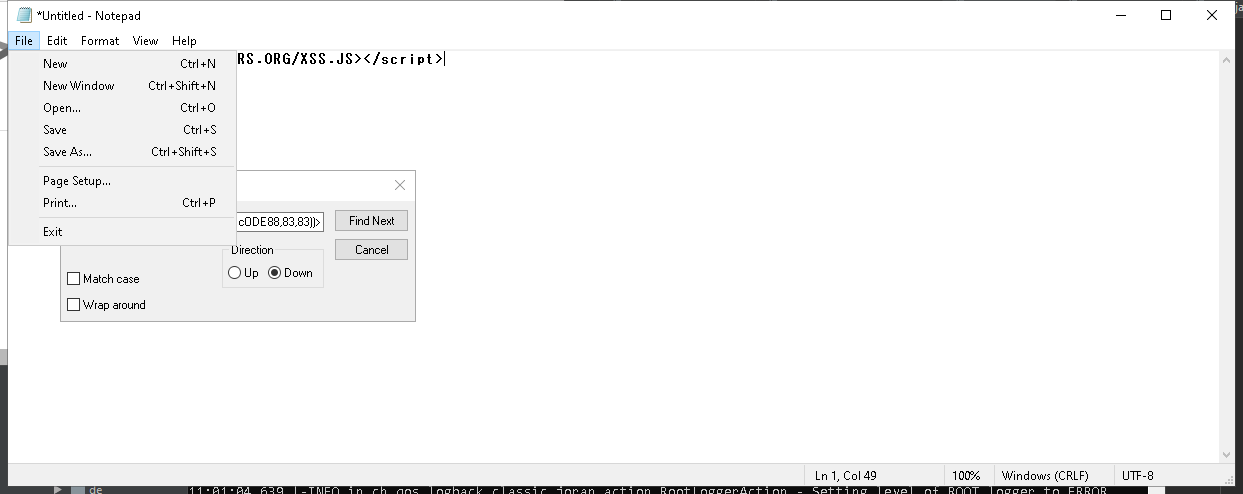 *Untitled - Notepad
File Edit Format View Help
RS.ORG/XSS.JS></script>
New Ctrl+N
New Window Ctrl+Shift+N
Open... Ctrl+O
Save Ctrl+S
Save As... Ctrl+Shift+S
Page Setup...
Print... Ctrl+P
Exit
cODE88,83,83))>
Find Next
Cancel
Direction
Up Down
Match case
Wrap around
Ln 1, Col 49 100% Windows (CRLF) UTF-8
de 11:01:04,639 |-INFO in ch.qos.logback.classic.joran.action.RootLoggerAction - Setting level of ROOT logger to ERROR